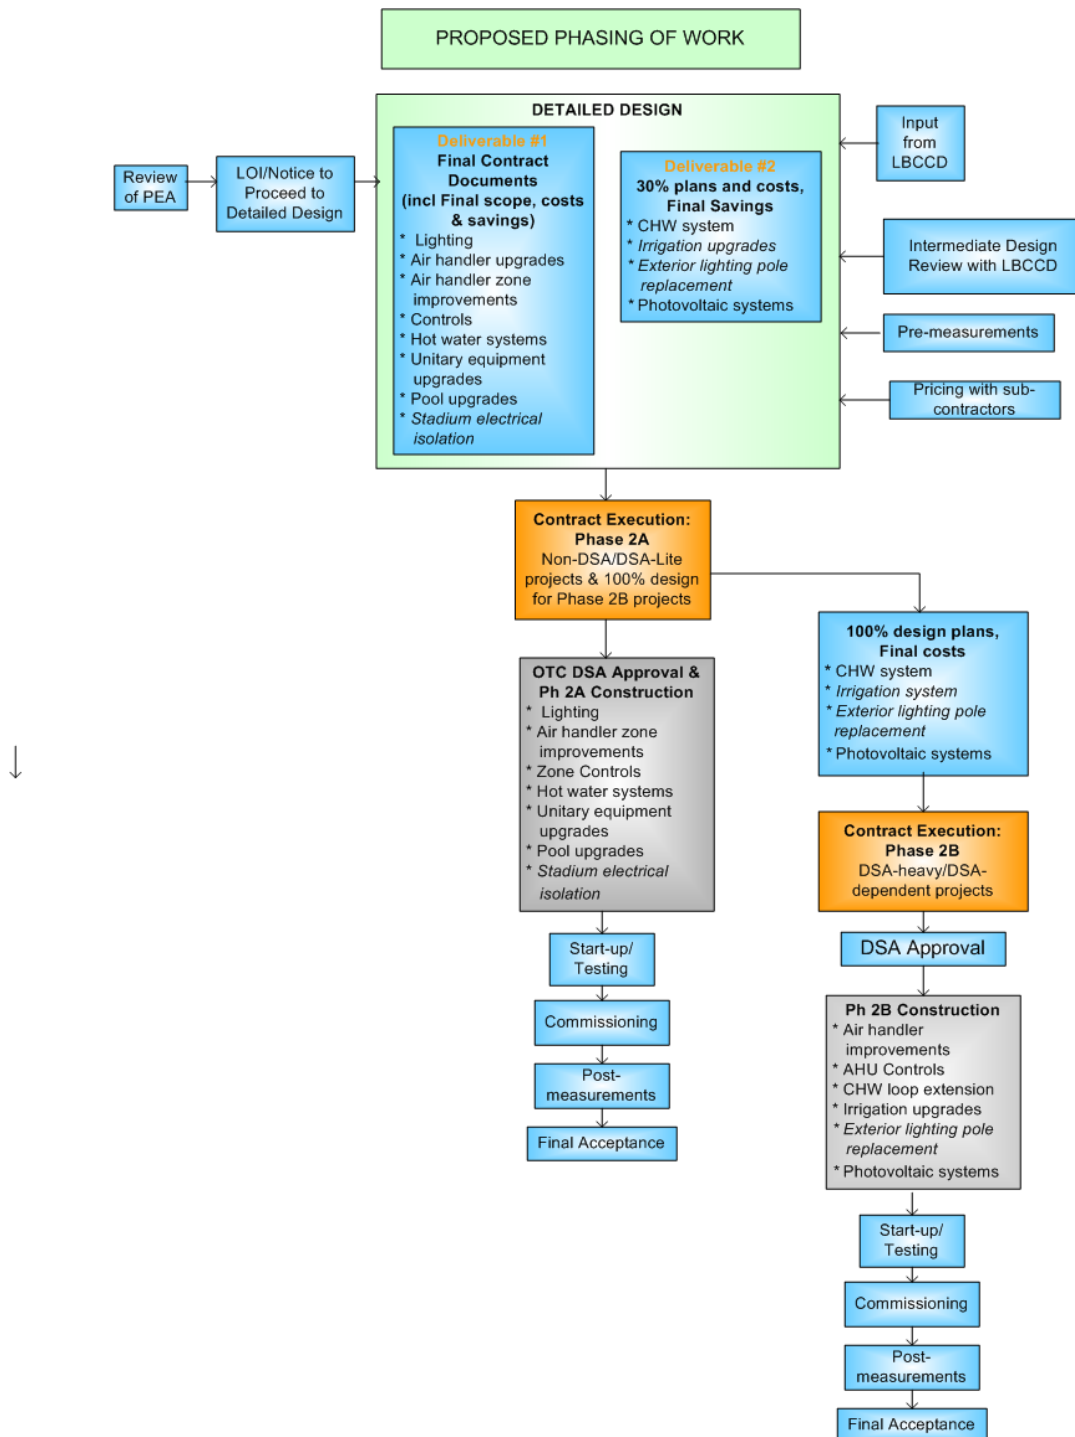 PROPOSED PHASING OF WORK
Review
of PEA
LOI/Notice to
Proceed to
Detailed Design
DETAILED DESIGN
Deliverable #1
Final Contract
Documents
(incl Final scope, costs
& savings)
* Lighting
* Air handler upgrades
* Air handler zone
improvements
* Controls
* Hot water systems
* Unitary equipment
upgrades
* Pool upgrades
* Stadium electrical
isolation
Deliverable #2
30% plans and costs,
Final Savings
* CHW system
* Irrigation upgrades
* Exterior lighting pole
replacement
* Photovoltaic systems
Input
from
LBCCD
Intermediate Design
Review with LBCCD
Pre-measurements
Pricing with sub-
contractors
Contract Execution:
Phase 2A
Non-DSA/DSA-Lite
projects & 100% design
for Phase 2B projects
OTC DSA Approval &
Ph 2A Construction
* Lighting
* Air handler zone
improvements
* Zone Controls
* Hot water systems
* Unitary equipment
upgrades
* Pool upgrades
* Stadium electrical
isolation
Start-up/
Testing
Commissioning
Post-
measurements
Final Acceptance
100% design plans,
Final costs
* CHW system
* Irrigation system
* Exterior lighting pole
replacement
* Photovoltaic systems
Contract Execution:
Phase 2B
DSA-heavy/DSA-
dependent projects
DSA Approval
Ph 2B Construction
* Air handler
improvements
* AHU Controls
* CHW loop extension
* Irrigation upgrades
* Exterior lighting pole
replacement
* Photovoltaic systems
Start-up/
Testing
Commissioning
Post-
measurements
Final Acceptance